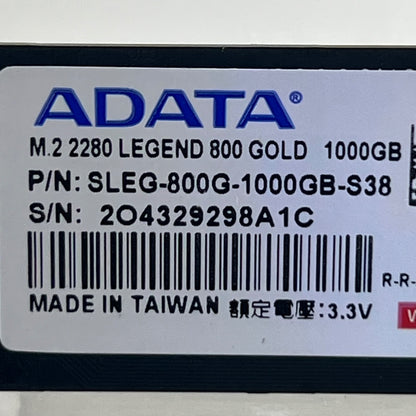 ADATA®
M.2 2280 LEGEND 800 GOLD 1000GB
P/N: SLEG-800G-1000GB-S38
S/N: 2O4329298A1C
R-R-
MADE IN TAIWAN 額定電壓:3.3V